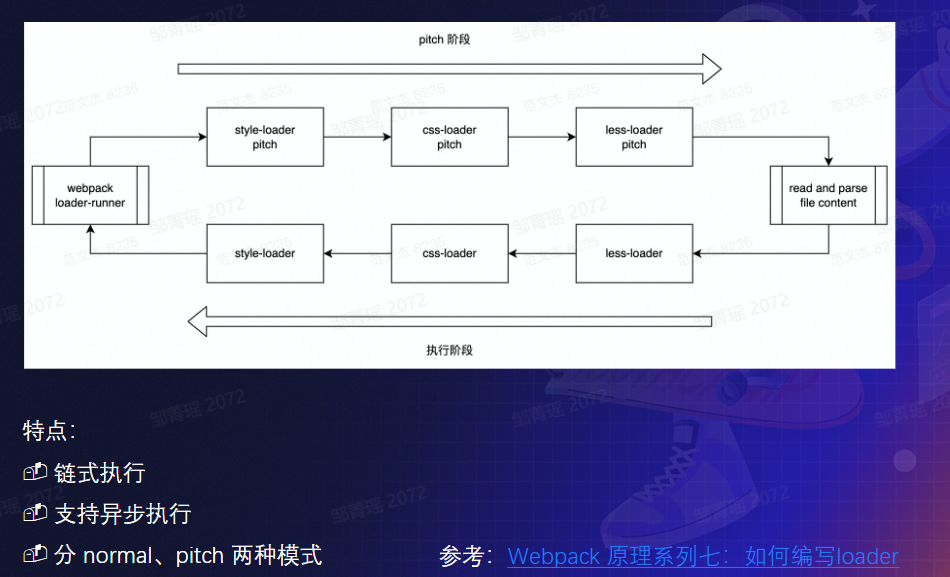 pitch 阶段
style-loader
pitch
css-loader
pitch
less-loader
pitch
webpack
loader-runner
read and parse
file content
style-loader
css-loader
less-loader
执行阶段
特点：
链式执行
支持异步执行
分 normal、pitch 两种模式
参考：Webpack 原理系列七：如何编写loader
邹菁瑶 2072
范文杰 8235